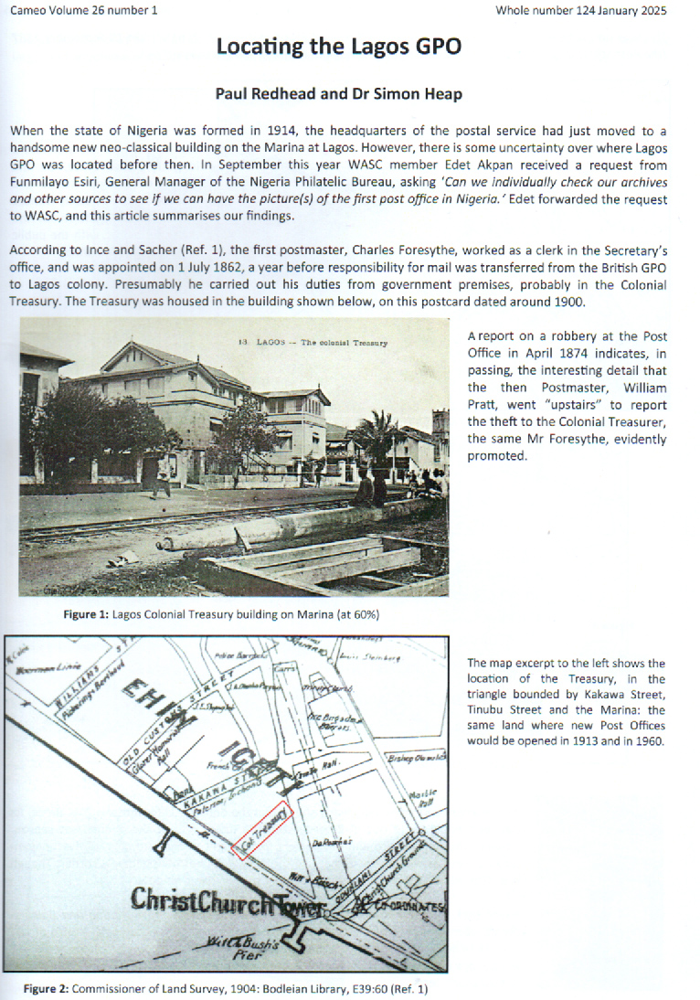 Cameo Volume 26 number 1
Whole number 124 January 2025
Locating the Lagos GPO
Paul Redhead and Dr Simon Heap
When the state of Nigeria was formed in 1914, the headquarters of the postal service had just moved to a
handsome new neo-classical building on the Marina at Lagos. However, there is some uncertainty over where Lagos
GPO was located before then. In September this year WASC member Edet Akpan received a request from
Funmilayo Esiri, General Manager of the Nigeria Philatelic Bureau, asking ‘Can we individually check our archives
and other sources to see If we can have the picture(s) of the first post office in Nigeria.’ Edet forwarded the request
to WASC, and this article summarises our findings.
According to Ince and Sacher (Ref. 1), the first postmaster, Charles Foresythe, worked as a clerk in the Secretary’s
office, and was appointed on 1 July 1862, a year before responsibility for mail was transferred from the British GPO
to Lagos colony. Presumably he carried out his duties from government premises, probably in the Colonial
Treasury. The Treasury was housed in the building shown below, on this postcard dated around 1900.
13. LAGOS — The colonial Treasury
A report on a robbery at the Post
Office in April 1874 indicates, in
passing, the interesting detail that
the then Postmaster, William
Pratt, went “upstairs” to report
the theft to the Colonial Treasurer,
the same Mr Foresythe, evidently
promoted.
Figure 1: Lagos Colonial Treasury building on Marina (at 60%)
Woerman Linie
WILLIAMS ST
Police Barracks
EHIN IGETI
OLD CUSTOMS STREET
Glover Memorial
Hall
Fire Brigade
French Co.
Bank
KAKAWA ST
Bishop
Hall
Col. Treasury
Will & Busch
STREET
Christ Church Grounds
CO-ORDINATES
ChristChurchTower
Will & Bush's
Pier
The map excerpt to the left shows the
location of the Treasury, in the
triangle bounded by Kakawa Street,
Tinubu Street and the Marina: the
same land where new Post Offices
would be opened in 1913 and in 1960.
Figure 2: Commissioner of Land Survey, 1904: Bodleian Library, E39:60 (Ref. 1)